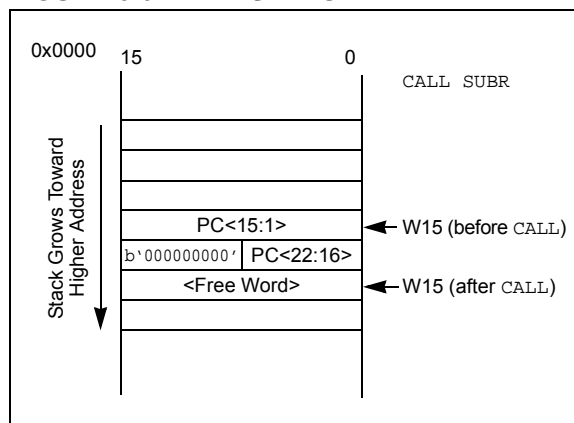 0x0000 15 0
CALL SUBR
Stack Grows Toward
Higher Address
PC<15:1>
W15 (before CALL)
b‘000000000’ PC<22:16>
<Free Word>
W15 (after CALL)